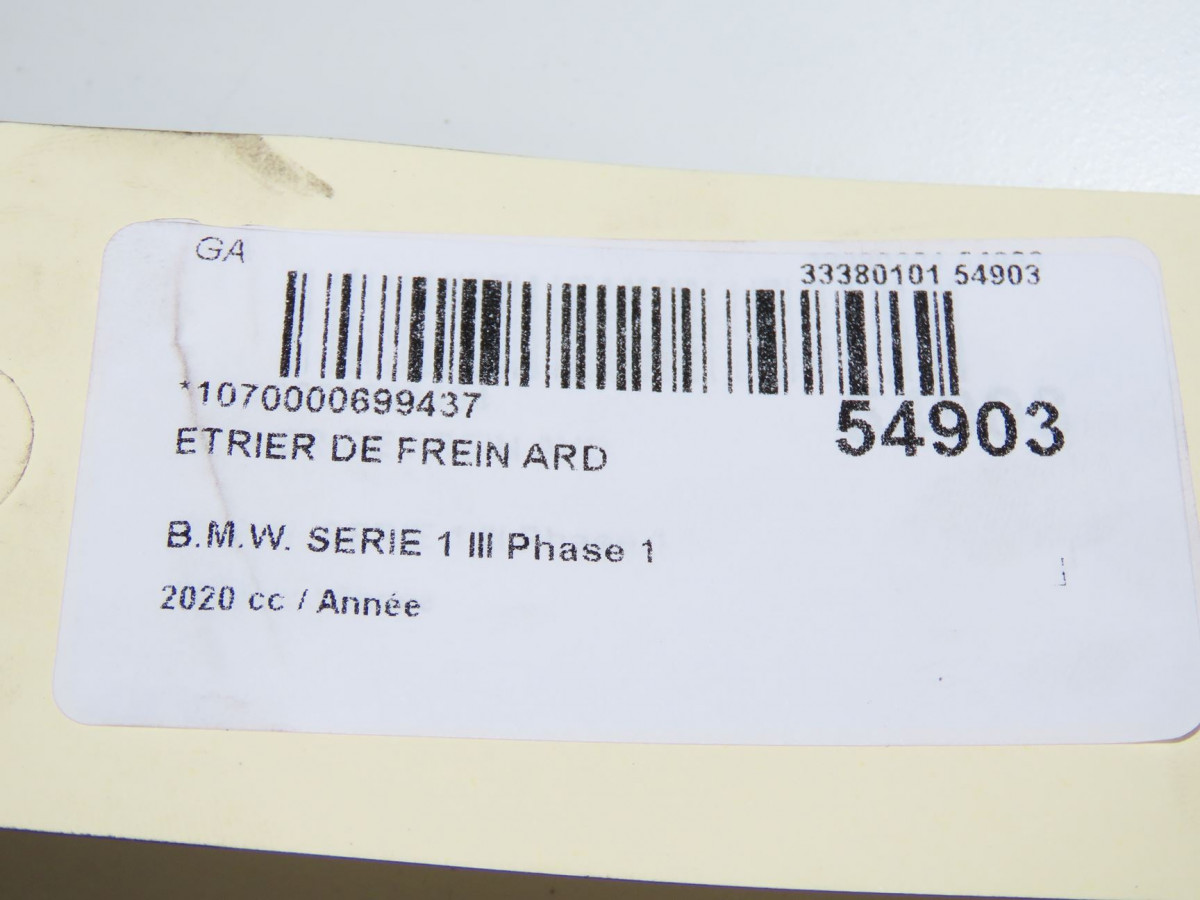 GA
33380101 54903
*1070000699437
54903
ETRIER DE FREIN ARD
B.M.W. SERIE 1 III Phase 1
2020 cc / Année